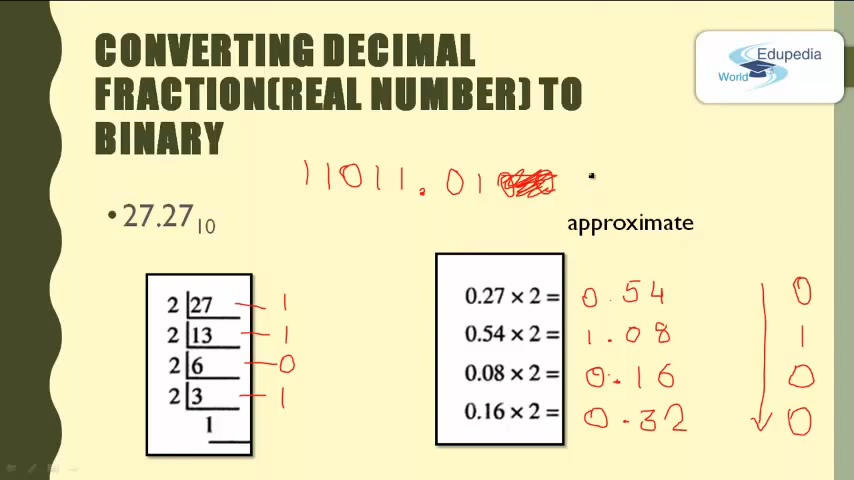 CONVERTING DECIMAL
FRACTION(REAL NUMBER) TO
BINARY
Edupedia
World
11011.01
• 27.27₁₀
approximate
2 27 — 1
2 13 — 1
2 6 — 0
2 3 — 1
1
0.27 × 2 = 0.54 0
0.54 × 2 = 1.08 1
0.08 × 2 = 0.16 0
0.16 × 2 = 0.32 0